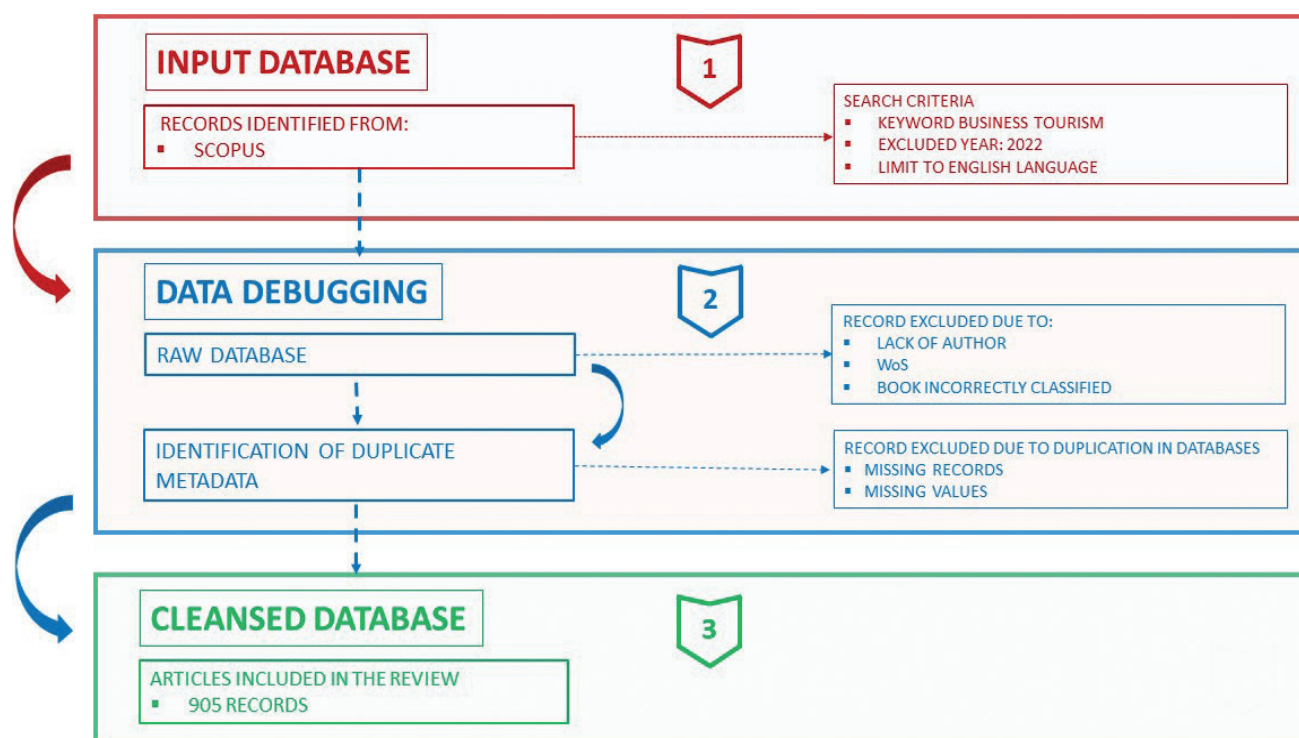 INPUT DATABASE
1
RECORDS IDENTIFIED FROM:
▪ SCOPUS
SEARCH CRITERIA
▪ KEYWORD BUSINESS TOURISM
▪ EXCLUDED YEAR: 2022
▪ LIMIT TO ENGLISH LANGUAGE
DATA DEBUGGING
2
RAW DATABASE
RECORD EXCLUDED DUE TO:
▪ LACK OF AUTHOR
▪ WoS
▪ BOOK INCORRECTLY CLASSIFIED
IDENTIFICATION OF DUPLICATE
METADATA
RECORD EXCLUDED DUE TO DUPLICATION IN DATABASES
▪ MISSING RECORDS
▪ MISSING VALUES
CLEANSED DATABASE
3
ARTICLES INCLUDED IN THE REVIEW
▪ 905 RECORDS